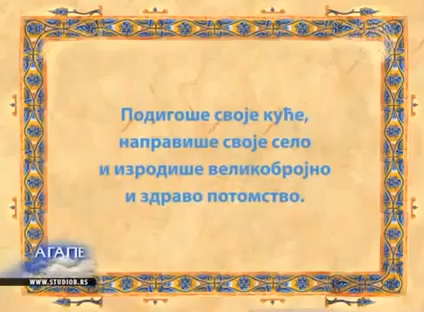 Подигоше своје куће,
направише своје село
и изродише великобројно
и здраво потомство.
АГАПЕ
WWW.STUDIOB.RS